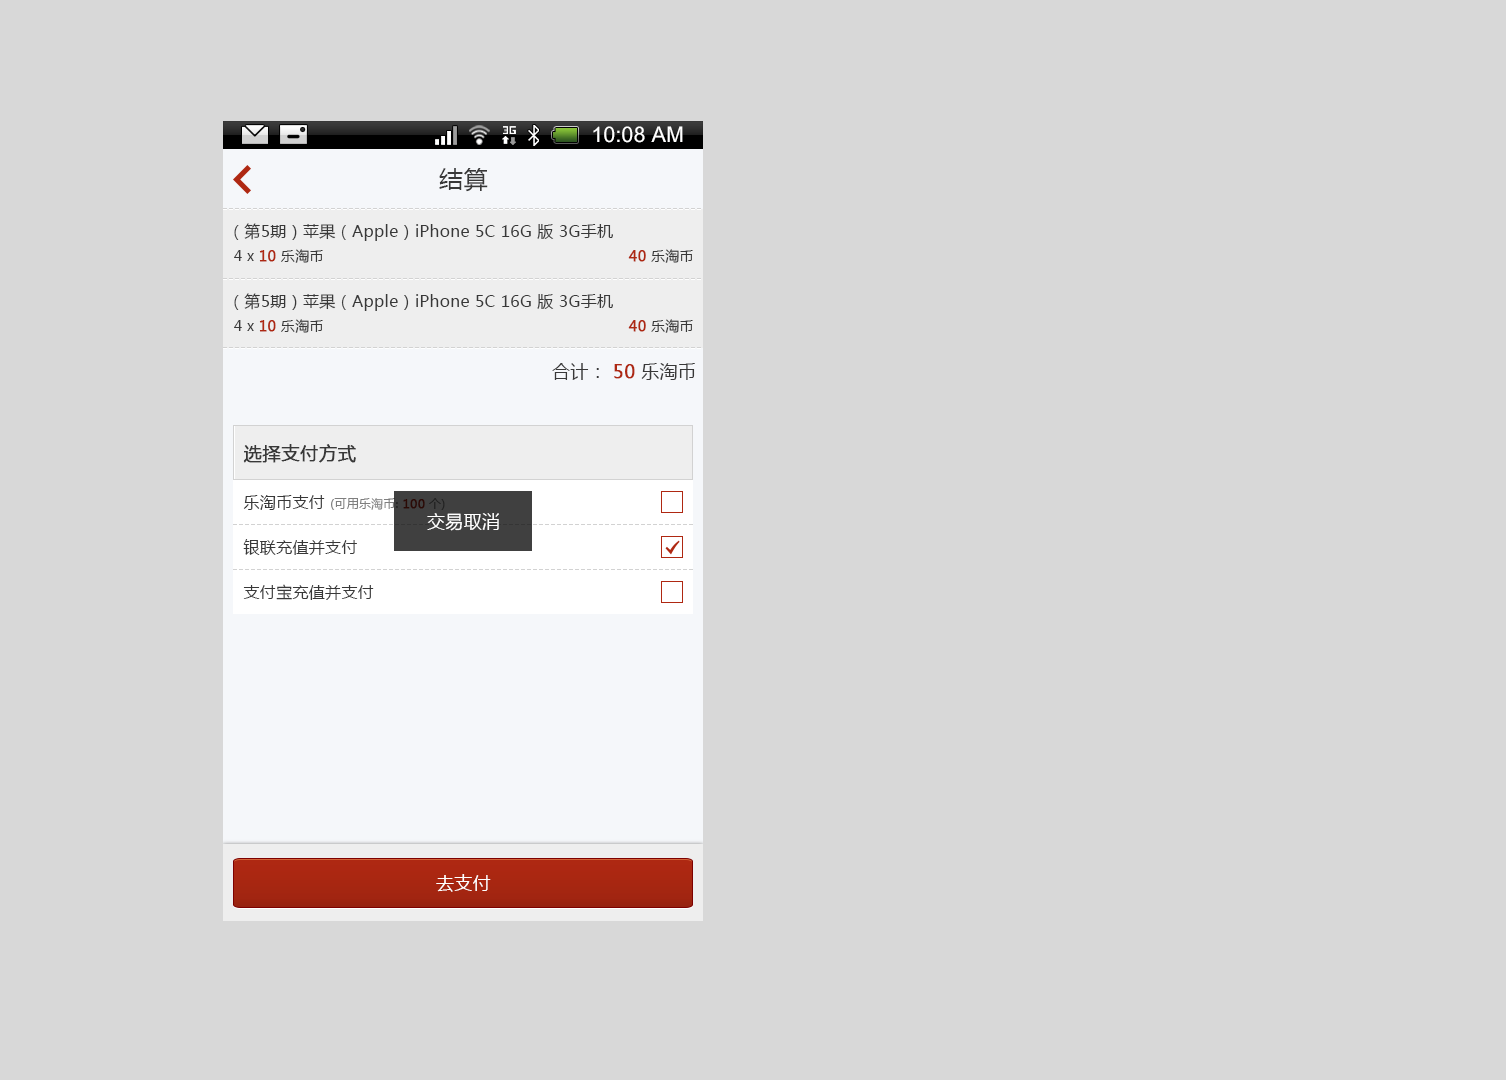 3G 10:08 AM
结算
（第5期）苹果（Apple）iPhone 5C 16G 版 3G手机
4 x 10 乐淘币 40 乐淘币
（第5期）苹果（Apple）iPhone 5C 16G 版 3G手机
4 x 10 乐淘币 40 乐淘币
合计： 50 乐淘币
选择支付方式
乐淘币支付 (可用乐淘币: 100 个)
交易取消
银联充值并支付
支付宝充值并支付
去支付